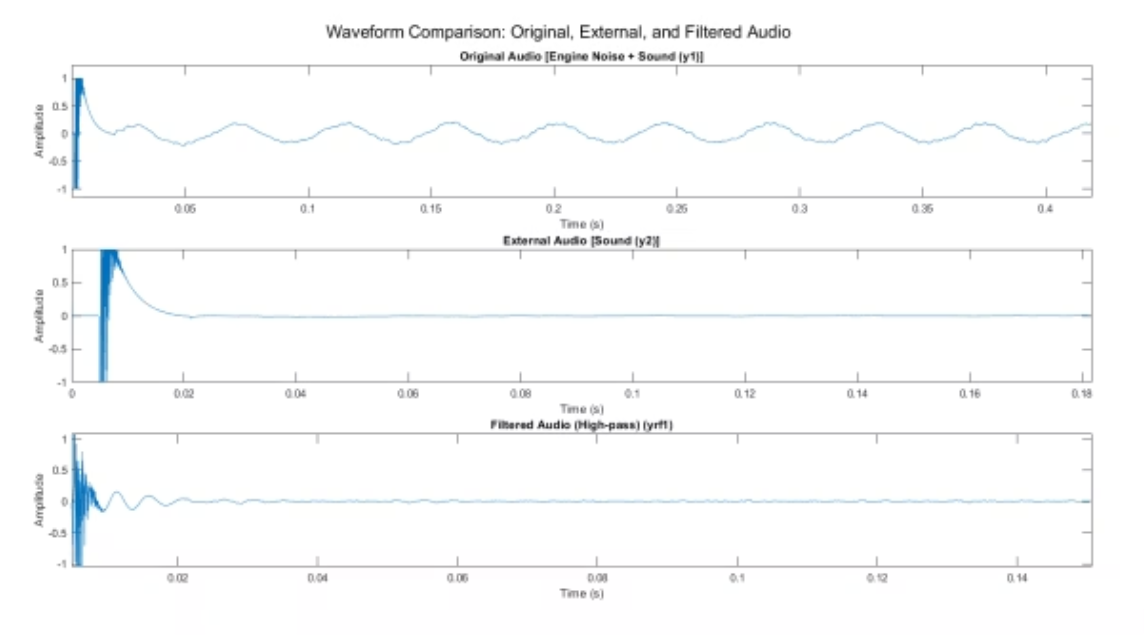 Waveform Comparison: Original, External, and Filtered Audio
Original Audio [Engine Noise + Sound (y1)]
Amplitude
1
0.5
0
-0.5
-1
0.05 0.1 0.15 0.2 0.25 0.3 0.35 0.4
Time (s)
External Audio [Sound (y2)]
Amplitude
1
0.5
0
-0.5
-1
0 0.02 0.04 0.06 0.08 0.1 0.12 0.14 0.16 0.18
Time (s)
Filtered Audio (High-pass) (yrf1)
Amplitude
1
0.5
0
-0.5
-1
0.02 0.04 0.06 0.08 0.1 0.12 0.14
Time (s)